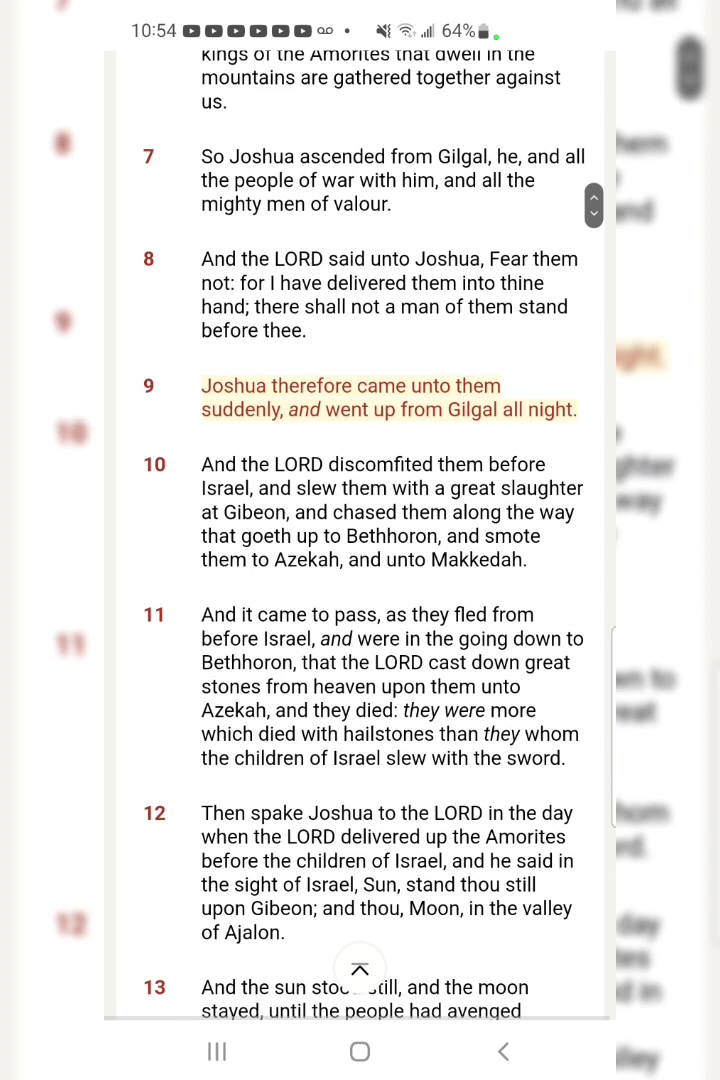 10:54 64%
kings of the Amorites that dwell in the
mountains are gathered together against
us.
7 So Joshua ascended from Gilgal, he, and all
the people of war with him, and all the
mighty men of valour.
8 And the LORD said unto Joshua, Fear them
not: for I have delivered them into thine
hand; there shall not a man of them stand
before thee.
9 Joshua therefore came unto them
suddenly, and went up from Gilgal all night.
10 And the LORD discomfited them before
Israel, and slew them with a great slaughter
at Gibeon, and chased them along the way
that goeth up to Bethhoron, and smote
them to Azekah, and unto Makkedah.
11 And it came to pass, as they fled from
before Israel, and were in the going down to
Bethhoron, that the LORD cast down great
stones from heaven upon them unto
Azekah, and they died: they were more
which died with hailstones than they whom
the children of Israel slew with the sword.
12 Then spake Joshua to the LORD in the day
when the LORD delivered up the Amorites
before the children of Israel, and he said in
the sight of Israel, Sun, stand thou still
upon Gibeon; and thou, Moon, in the valley
of Ajalon.
13 And the sun stood still, and the moon
stayed, until the people had avenged